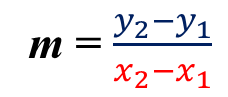 m = (y₂−y₁)/(x₂−x₁)